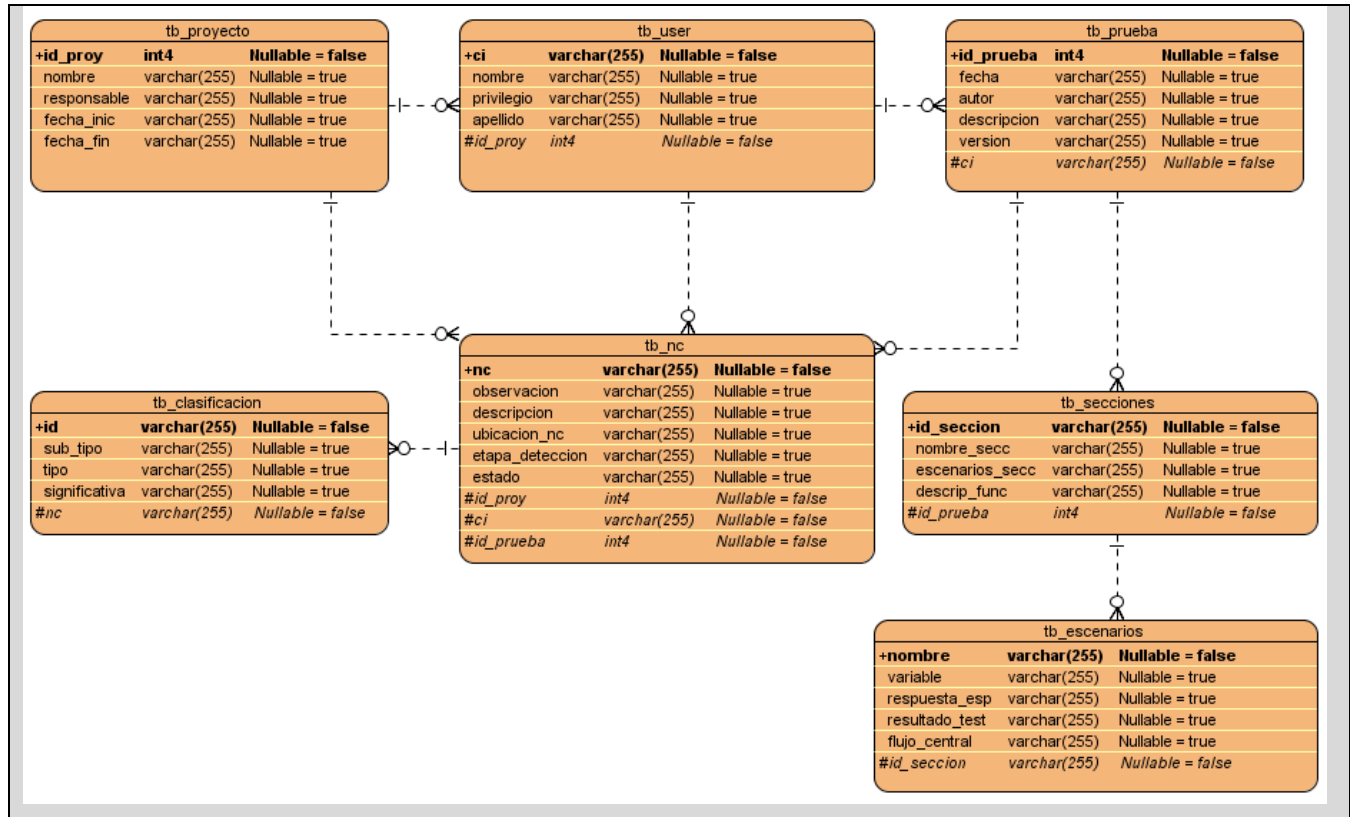 tb_proyecto
+id_proy int4 Nullable = false
nombre varchar(255) Nullable = true
responsable varchar(255) Nullable = true
fecha_inic varchar(255) Nullable = true
fecha_fin varchar(255) Nullable = true
tb_user
+ci varchar(255) Nullable = false
nombre varchar(255) Nullable = true
privilegio varchar(255) Nullable = true
apellido varchar(255) Nullable = true
#id_proy int4 Nullable = false
tb_prueba
+id_prueba int4 Nullable = false
fecha varchar(255) Nullable = true
autor varchar(255) Nullable = true
descripcion varchar(255) Nullable = true
version varchar(255) Nullable = true
#ci varchar(255) Nullable = false
tb_nc
+nc varchar(255) Nullable = false
observacion varchar(255) Nullable = true
descripcion varchar(255) Nullable = true
ubicacion_nc varchar(255) Nullable = true
etapa_deteccion varchar(255) Nullable = true
estado varchar(255) Nullable = true
#id_proy int4 Nullable = false
#ci varchar(255) Nullable = false
#id_prueba int4 Nullable = false
tb_clasificacion
+id varchar(255) Nullable = false
sub_tipo varchar(255) Nullable = true
tipo varchar(255) Nullable = true
significativa varchar(255) Nullable = true
#nc varchar(255) Nullable = false
tb_secciones
+id_seccion varchar(255) Nullable = false
nombre_secc varchar(255) Nullable = true
escenarios_secc varchar(255) Nullable = true
descrip_func varchar(255) Nullable = true
#id_prueba int4 Nullable = false
tb_escenarios
+nombre varchar(255) Nullable = false
variable varchar(255) Nullable = true
respuesta_esp varchar(255) Nullable = true
resultado_test varchar(255) Nullable = true
flujo_central varchar(255) Nullable = true
#id_seccion varchar(255) Nullable = false